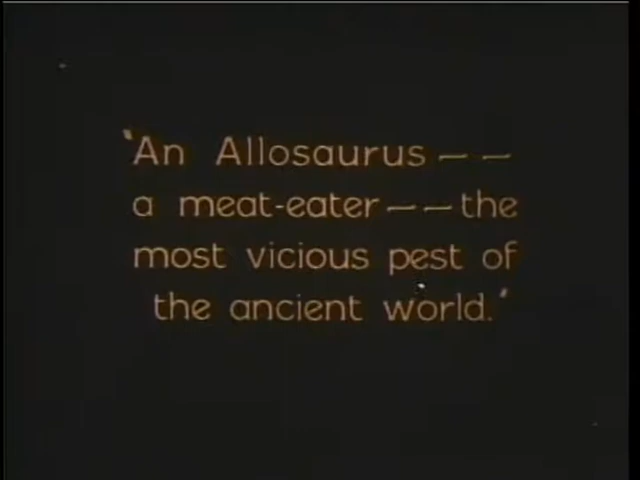 'An Allosaurus — —
a meat-eater — — the
most vicious pest of
the ancient world.'